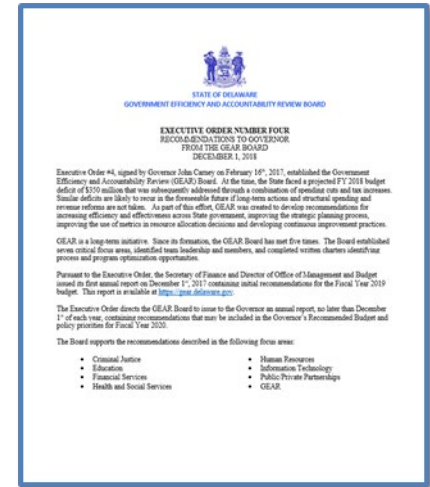 STATE OF DELAWARE
GOVERNMENT EFFICIENCY AND ACCOUNTABILITY REVIEW BOARD
EXECUTIVE ORDER NUMBER FOUR
RECOMMENDATIONS TO GOVERNOR
FROM THE GEAR BOARD
DECEMBER 1, 2018
Executive Order #4, signed by Governor John Carney on February 16th, 2017, established the Government
Efficiency and Accountability Review (GEAR) Board. At the time, the State faced a projected FY 2018 budget
deficit of $350 million that was subsequently addressed through a combination of spending cuts and tax increases.
Similar deficits are likely to recur in the foreseeable future if long-term actions and structural spending and
revenue reforms are not taken. As part of this effort, GEAR was created to develop recommendations for
increasing efficiency and effectiveness across State government, improving the strategic planning process,
improving the use of metrics in resource allocation decisions and developing continuous improvement practices.
GEAR is a long-term initiative. Since its formation, the GEAR Board has met five times. The Board established
seven critical focus areas, identified team leadership and members, and completed written charters identifying
process and program optimization opportunities.
Pursuant to the Executive Order, the Secretary of Finance and Director of Office of Management and Budget
issued its first annual report on December 1st, 2017 containing initial recommendations for the Fiscal Year 2019
budget. This report is available at https://gear.delaware.gov.
The Executive Order directs the GEAR Board to issue to the Governor an annual report, no later than December
1st of each year, containing recommendations that may be included in the Governor's Recommended Budget and
policy priorities for Fiscal Year 2020.
The Board supports the recommendations described in the following focus areas:
• Criminal Justice
• Education
• Financial Services
• Health and Social Services
• Human Resources
• Information Technology
• Public/Private Partnerships
• GEAR